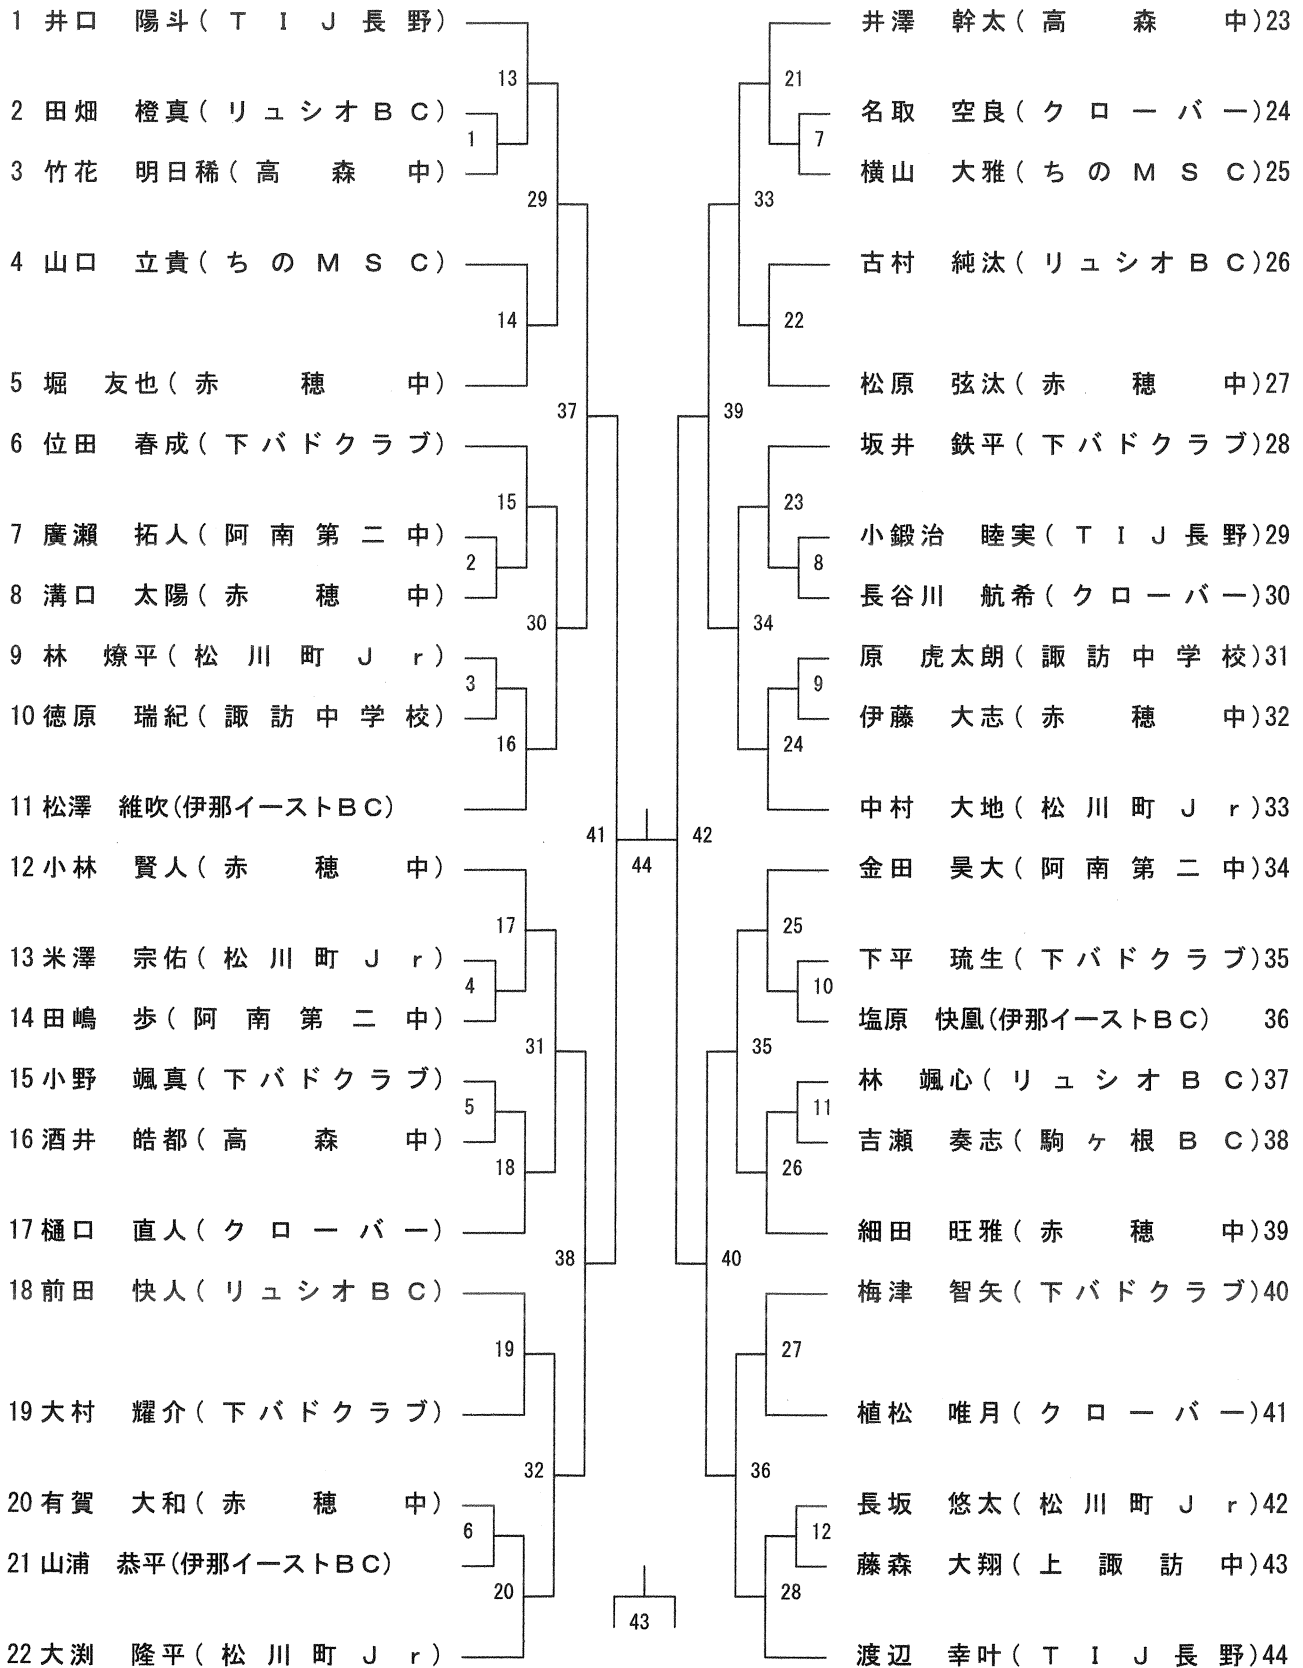 1 井口 陽斗(TIJ長野)
13
2 田畑 橙真(リュシオBC)
1
3 竹花 明日稀(高森中)
29
4 山口 立貴(ちのMSC)
14
5 堀 友也(赤穂中)
37
6 位田 春成(下バドクラブ)
15
7 廣瀬 拓人(阿南第二中)
2
8 溝口 太陽(赤穂中)
30
9 林 燎平(松川町Jr)
3
10 徳原 瑞紀(諏訪中学校)
16
11 松澤 維吹(伊那イーストBC)
41
12 小林 賢人(赤穂中)
17
13 米澤 宗佑(松川町Jr)
4
14 田嶋 歩(阿南第二中)
31
15 小野 颯真(下バドクラブ)
5
16 酒井 皓都(高森中)
18
17 樋口 直人(クローバー)
38
18 前田 快人(リュシオBC)
19
19 大村 耀介(下バドクラブ)
32
20 有賀 大和(赤穂中)
6
21 山浦 恭平(伊那イーストBC)
20
22 大渕 隆平(松川町Jr)
44
43
井澤 幹太(高森中)23
21
名取 空良(クローバー)24
7
横山 大雅(ちのMSC)25
33
古村 純汰(リュシオBC)26
22
松原 弦汰(赤穂中)27
39
坂井 鉄平(下バドクラブ)28
23
小鍛治 睦実(TIJ長野)29
8
長谷川 航希(クローバー)30
34
原 虎太朗(諏訪中学校)31
9
伊藤 大志(赤穂中)32
24
中村 大地(松川町Jr)33
42
金田 昊大(阿南第二中)34
25
下平 琉生(下バドクラブ)35
10
塩原 快凰(伊那イーストBC) 36
35
林 颯心(リュシオBC)37
11
吉瀬 奏志(駒ヶ根BC)38
26
細田 旺雅(赤穂中)39
40
梅津 智矢(下バドクラブ)40
27
植松 唯月(クローバー)41
36
長坂 悠太(松川町Jr)42
12
藤森 大翔(上諏訪中)43
28
渡辺 幸叶(TIJ長野)44